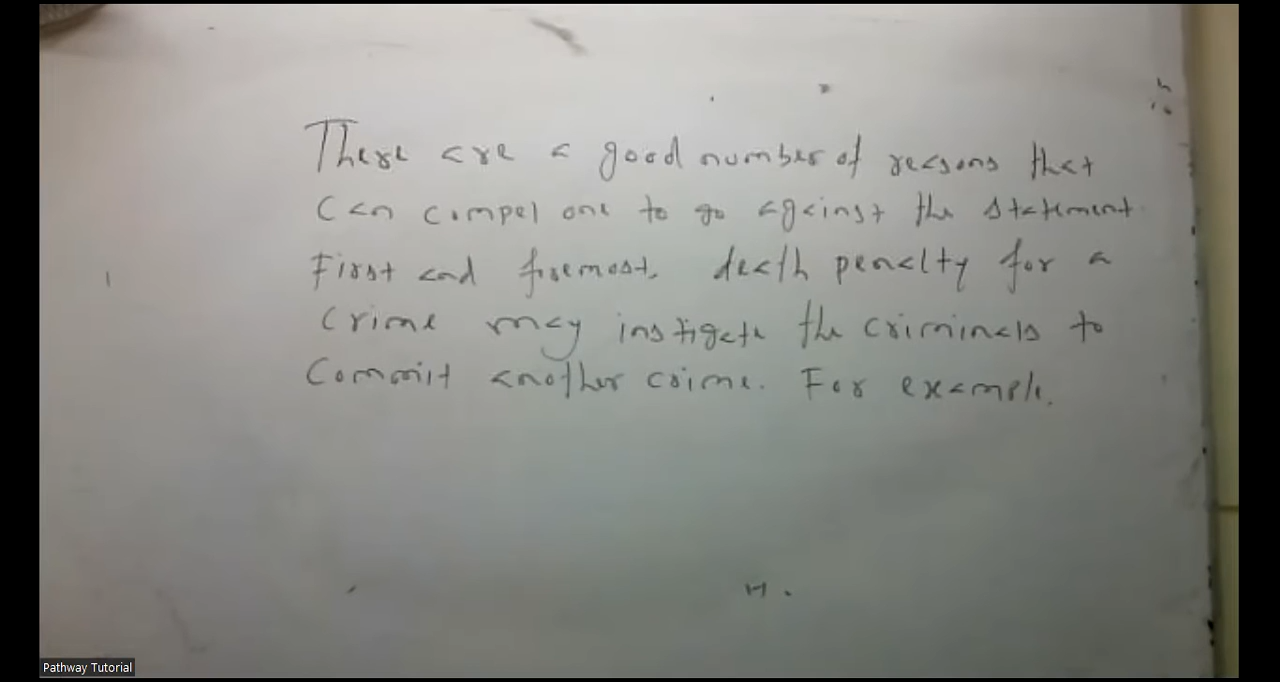 There are a good number of reasons that
can compel one to go against the statement.
First and foremost, death penalty for a
crime may instigate the criminals to
commit another crime. For example,
H.
Pathway Tutorial